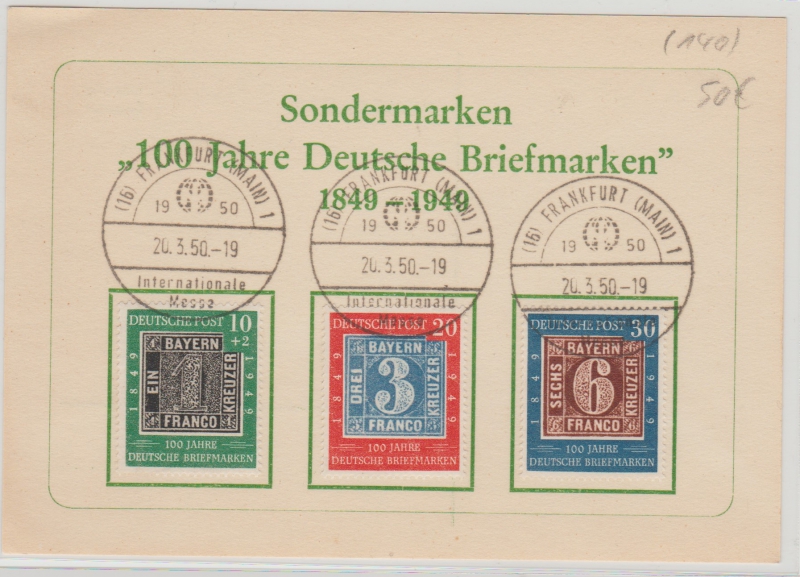 (140)
50€
Sondermarken
„100 Jahre Deutsche Briefmarken”
1849 – 1949
(16) FRANKFURT (MAIN) 1
19 50
20.3.50.-19
Internationale
Messe
(16) FRANKFURT (MAIN) 1
19 50
20.3.50.-19
Internationale
Messe
(16) FRANKFURT (MAIN) 1
19 50
20.3.50.-19
DEUTSCHE POST 10
+2
1849
BAYERN
EIN
1
KREUZER
FRANCO
1949
100 JAHRE
DEUTSCHE BRIEFMARKEN
DEUTSCHE POST 20
1849
BAYERN
DREI
3
KREUZER
FRANCO
1949
100 JAHRE
DEUTSCHE BRIEFMARKEN
DEUTSCHE POST 30
1849
BAYERN
SECHS
6
KREUZER
FRANCO
1949
100 JAHRE
DEUTSCHE BRIEFMARKEN